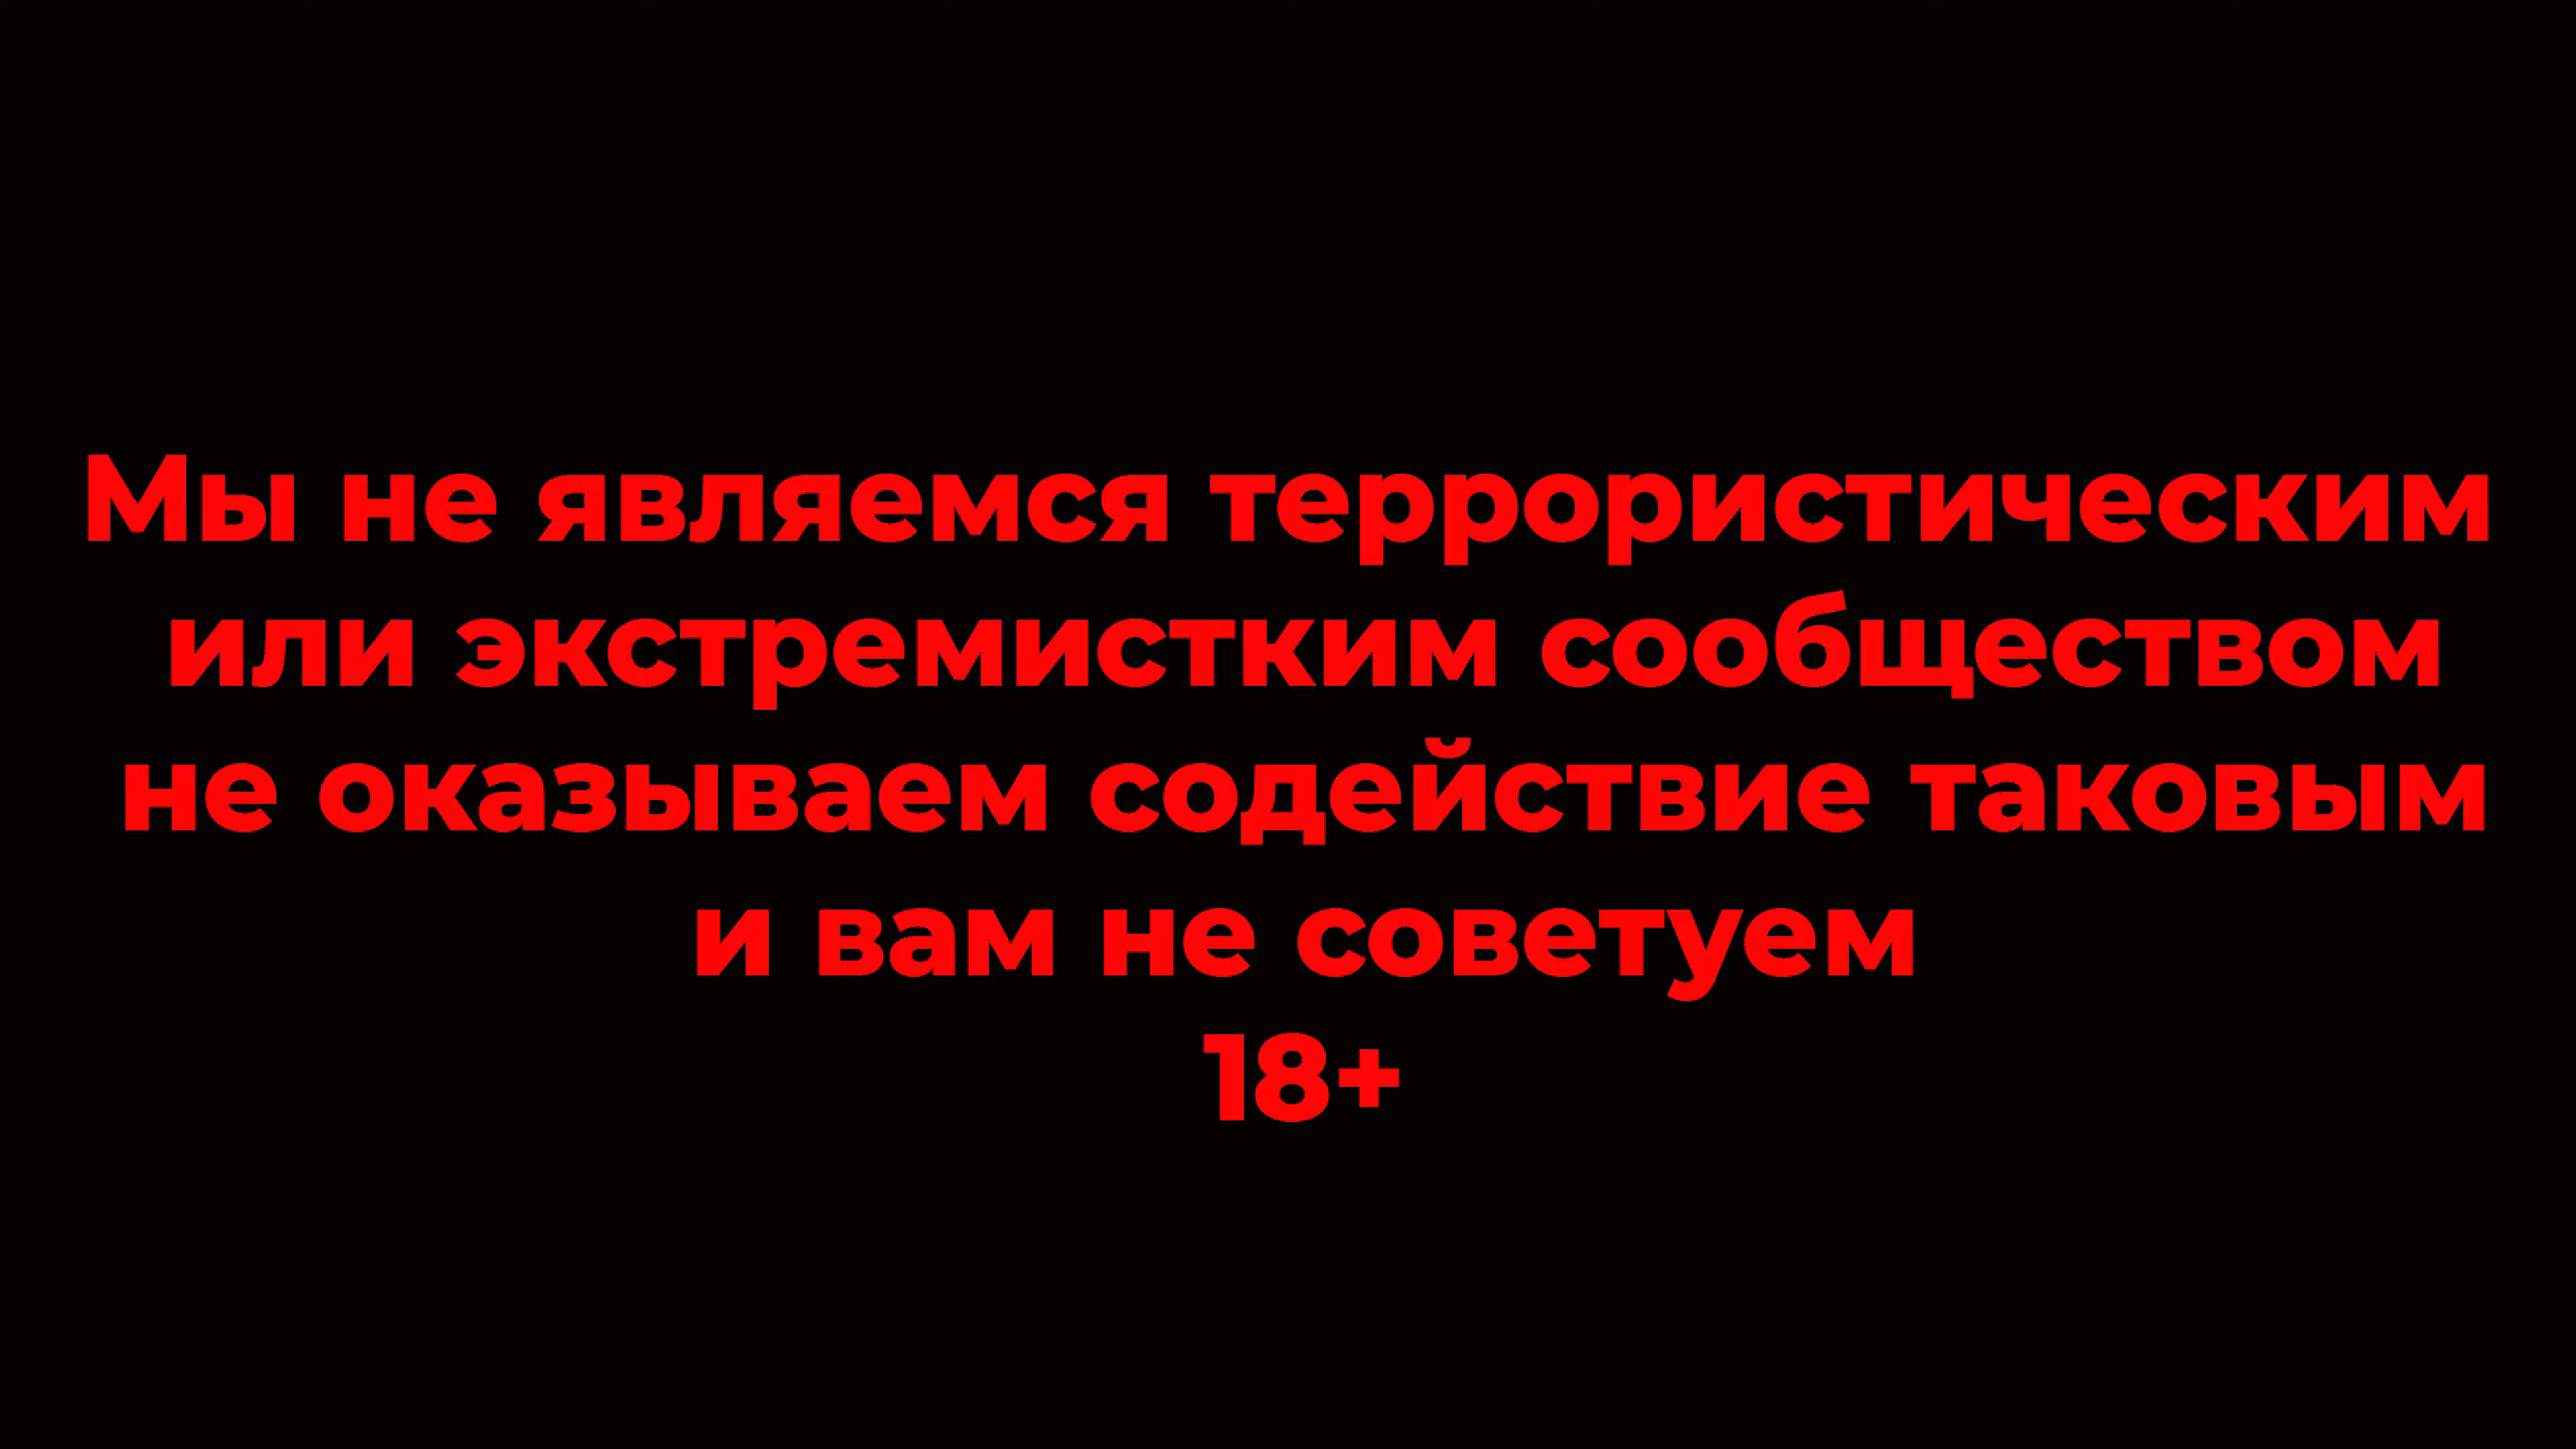 Мы не являемся террористическим
или экстремистким сообществом
не оказываем содействие таковым
и вам не советуем
18+